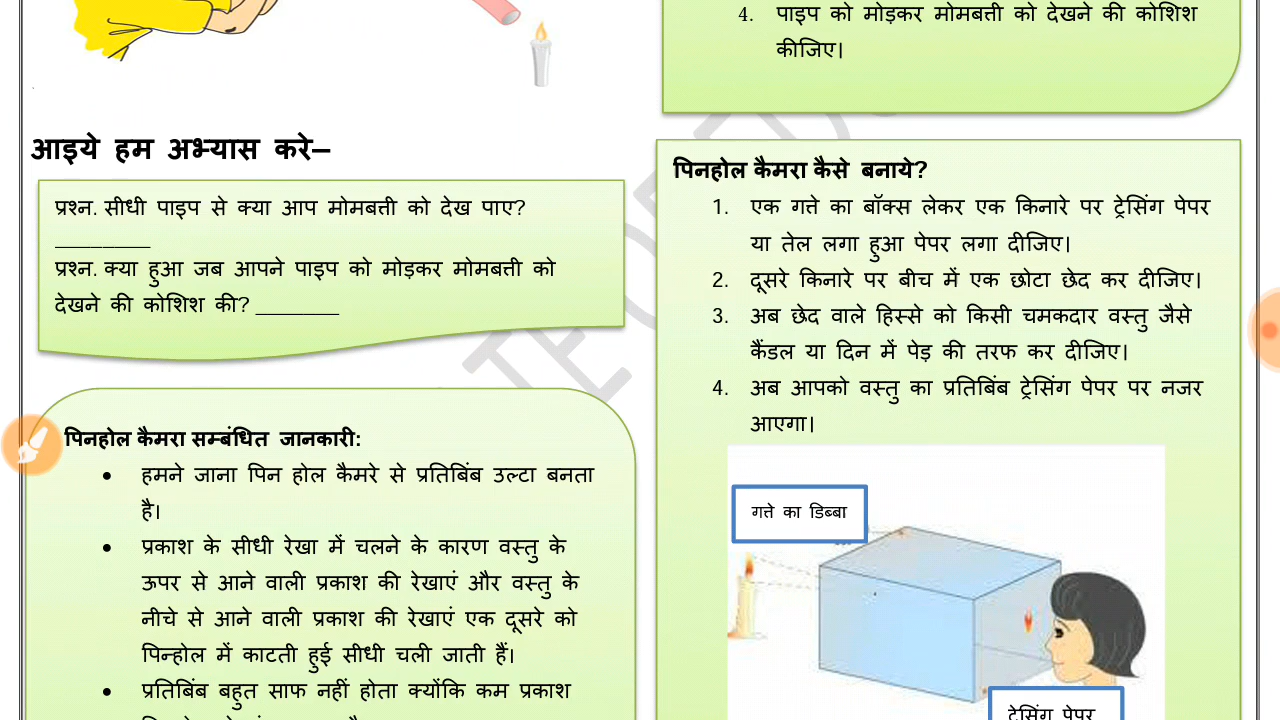 4. पाइप को मोड़कर मोमबत्ती को देखने की कोशिश
कीजिए।
आइये हम अभ्यास करे–
प्रश्न. सीधी पाइप से क्या आप मोमबत्ती को देख पाए?
________
प्रश्न. क्या हुआ जब आपने पाइप को मोड़कर मोमबत्ती को
देखने की कोशिश की? _______
पिनहोल कैमरा सम्बंधित जानकारी:
• हमने जाना पिन होल कैमरे से प्रतिबिंब उल्टा बनता
है।
• प्रकाश के सीधी रेखा में चलने के कारण वस्तु के
ऊपर से आने वाली प्रकाश की रेखाएं और वस्तु के
नीचे से आने वाली प्रकाश की रेखाएं एक दूसरे को
पिन्होल में काटती हुई सीधी चली जाती हैं।
• प्रतिबिंब बहुत साफ नहीं होता क्योंकि कम प्रकाश
पिनहोल कैमरा कैसे बनाये?
1. एक गत्ते का बॉक्स लेकर एक किनारे पर ट्रेसिंग पेपर
या तेल लगा हुआ पेपर लगा दीजिए।
2. दूसरे किनारे पर बीच में एक छोटा छेद कर दीजिए।
3. अब छेद वाले हिस्से को किसी चमकदार वस्तु जैसे
कैंडल या दिन में पेड़ की तरफ कर दीजिए।
4. अब आपको वस्तु का प्रतिबिंब ट्रेसिंग पेपर पर नजर
आएगा।
गत्ते का डिब्बा
ट्रेसिंग पेपर